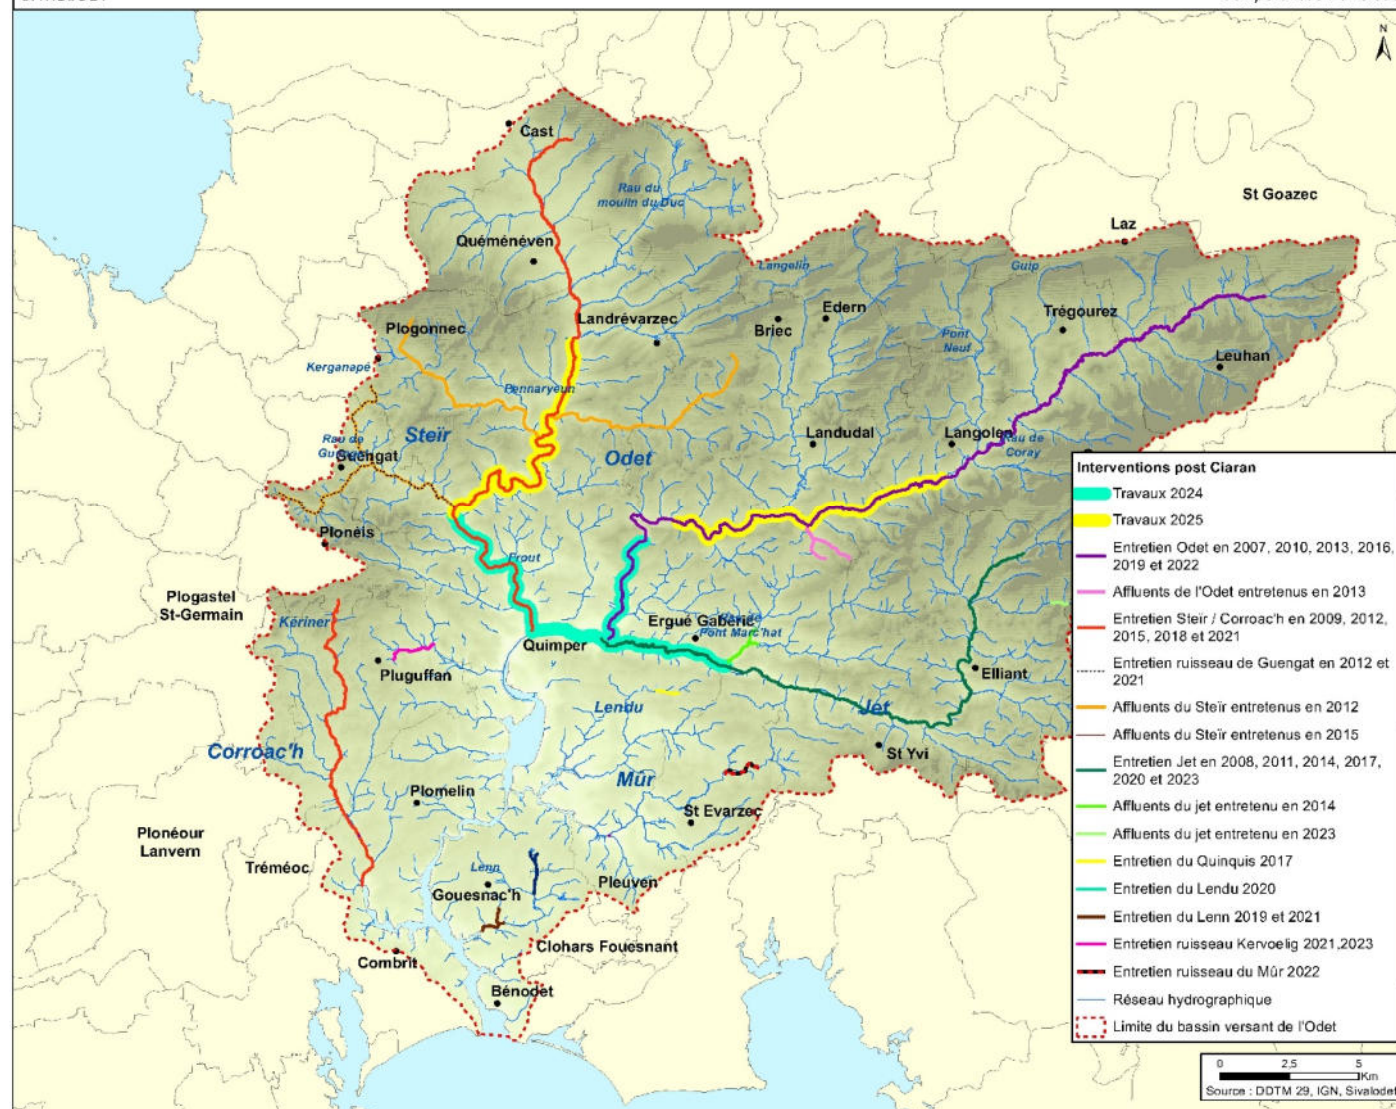 N
Cast
Rau du
moulin du Duc
St Goazec
Laz
Quéménéven
Langelin
Guip
Edern
Landrévarzec
Briec
Trégourez
Plogonnec
Pont
Neuf
Leuhan
Kerganapé
Pennaryeun
Steïr
Odet
Landudal
Langolen
Rau de
Guengat
Rau de
Coray
Plonéis
Frout
Plogastel
St-Germain
Kériner
Ergué Gabéric
Pont Marc'hat
Quimper
Pluguffan
Elliant
Lendu
Jet
Corroac'h
St Yvi
Mûr
Plomelin
St Evarzec
Plonéour
Lanvern
Tréméoc
Lenn
Gouesnac'h
Pleuven
Clohars Fouesnant
Combrit
Bénodet
Interventions post Ciaran
Travaux 2024
Travaux 2025
Entretien Odet en 2007, 2010, 2013, 2016,
2019 et 2022
Affluents de l'Odet entretenus en 2013
Entretien Steïr / Corroac'h en 2009, 2012,
2015, 2018 et 2021
Entretien ruisseau de Guengat en 2012 et
2021
Affluents du Steïr entretenus en 2012
Affluents du Steïr entretenus en 2015
Entretien Jet en 2008, 2011, 2014, 2017,
2020 et 2023
Affluents du jet entretenu en 2014
Affluents du jet entretenu en 2023
Entretien du Quinquis 2017
Entretien du Lendu 2020
Entretien du Lenn 2019 et 2021
Entretien ruisseau Kervoelig 2021,2023
Entretien ruisseau du Mûr 2022
Réseau hydrographique
Limite du bassin versant de l'Odet
0 2,5 5
Km
Source : DDTM 29, IGN, Sivalodet